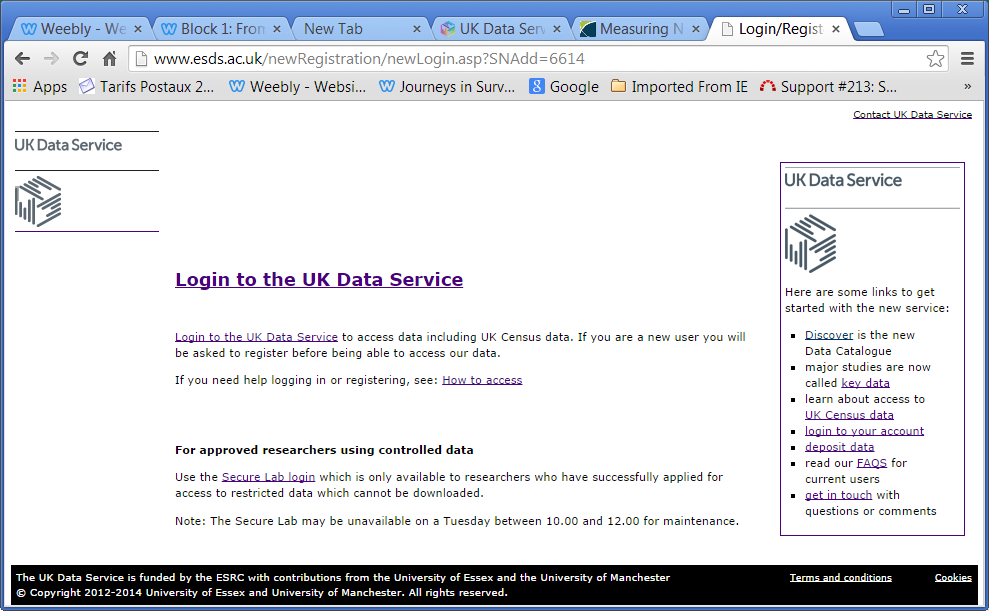 Weebly - We
Block 1: Fron
New Tab
UK Data Serv
Measuring N
Login/Regist
www.esds.ac.uk/newRegistration/newLogin.asp?SNAdd=6614
Apps
Tarifs Postaux 2...
Weebly - Websi...
Journeys in Surv...
Google
Imported From IE
Support #213: S...
»
Contact UK Data Service
UK Data Service
Login to the UK Data Service
Login to the UK Data Service to access data including UK Census data. If you are a new user you will
be asked to register before being able to access our data.
If you need help logging in or registering, see: How to access
For approved researchers using controlled data
Use the Secure Lab login which is only available to researchers who have successfully applied for
access to restricted data which cannot be downloaded.
Note: The Secure Lab may be unavailable on a Tuesday between 10.00 and 12.00 for maintenance.
UK Data Service
Here are some links to get
started with the new service:
Discover is the new
Data Catalogue
major studies are now
called key data
learn about access to
UK Census data
login to your account
deposit data
read our FAQS for
current users
get in touch with
questions or comments
The UK Data Service is funded by the ESRC with contributions from the University of Essex and the University of Manchester
© Copyright 2012-2014 University of Essex and University of Manchester. All rights reserved.
Terms and conditions
Cookies